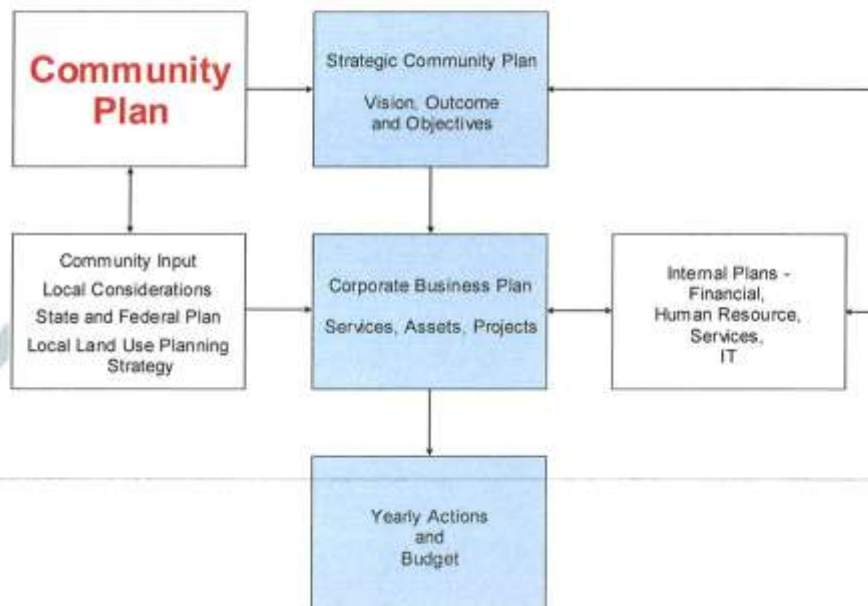 Community
Plan
Strategic Community Plan
Vision, Outcome
and Objectives
Community Input
Local Considerations
State and Federal Plan
Local Land Use Planning
Strategy
Corporate Business Plan
Services, Assets, Projects
Internal Plans -
Financial,
Human Resource,
Services,
IT
Yearly Actions
and
Budget